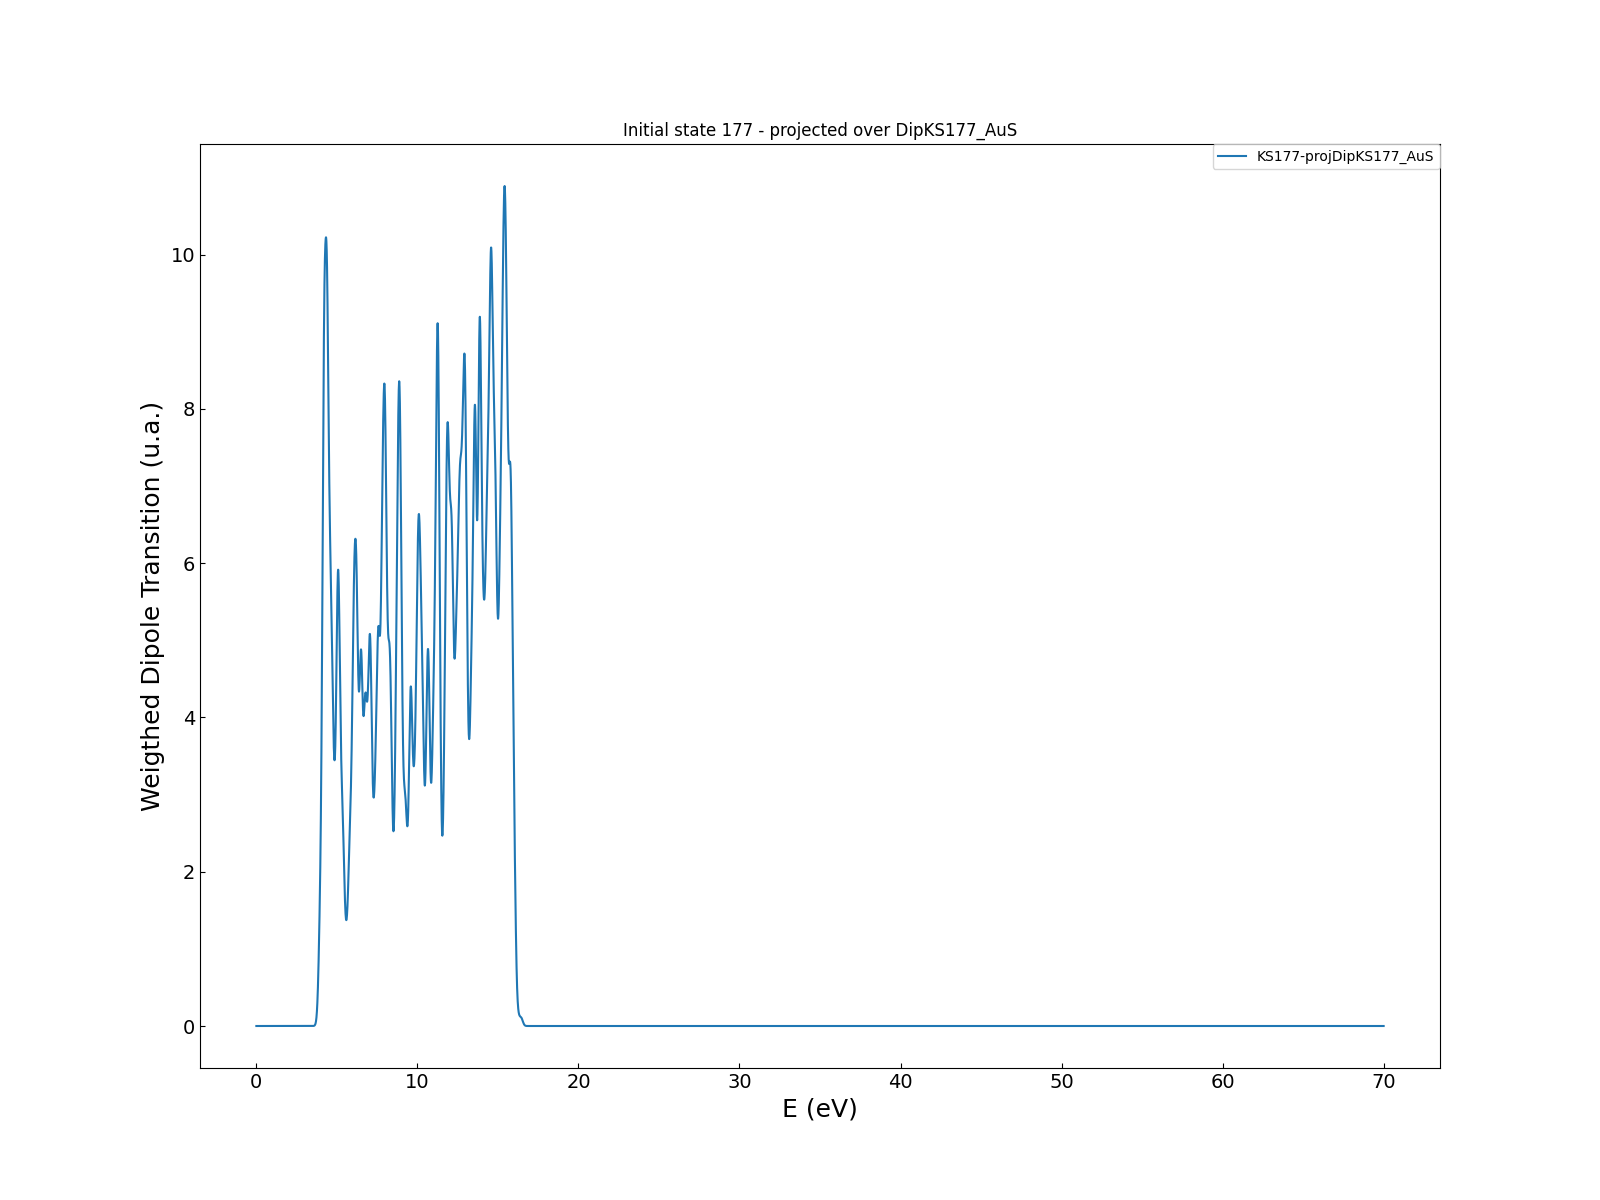 Initial state 177 - projected over DipKS177_AuS
KS177-projDipKS177_AuS
Weigthed Dipole Transition (u.a.)
10
8
6
4
2
0
0 10 20 30 40 50 60 70
E (eV)